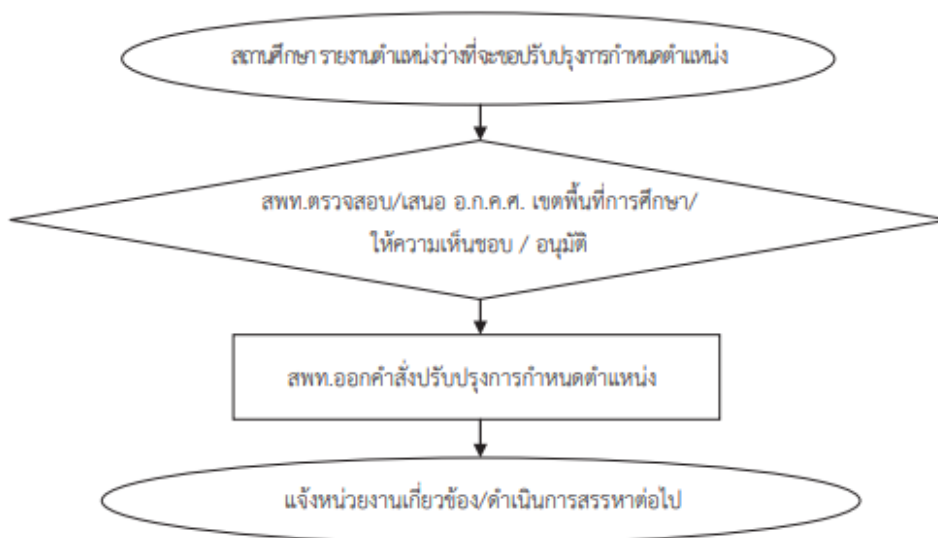 สถานศึกษา รายงานตำแหน่งว่างที่จะขอปรับปรุงการกำหนดตำแหน่ง
สพท.ตรวจสอบ/เสนอ อ.ก.ค.ศ. เขตพื้นที่การศึกษา/
ให้ความเห็นชอบ / อนุมัติ
สพท.ออกคำสั่งปรับปรุงการกำหนดตำแหน่ง
แจ้งหน่วยงานเกี่ยวข้อง/ดำเนินการสรรหาต่อไป